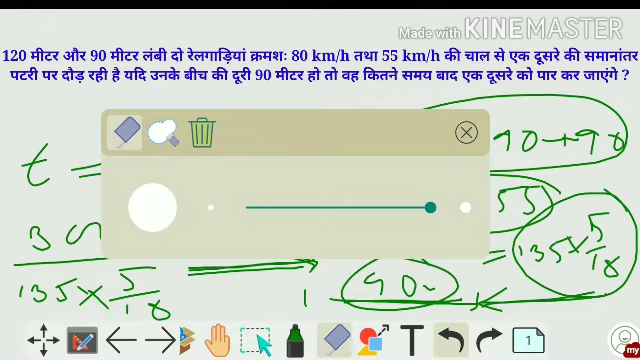 Made with KINEMASTER
120 मीटर और 90 मीटर लंबी दो रेलगाड़ियां क्रमशः 80 km/h तथा 55 km/h की चाल से एक दूसरे की समानांतर
पटरी पर दौड़ रही है यदि उनके बीच की दूरी 90 मीटर हो तो वह कितने समय बाद एक दूसरे को पार कर जाएंगे ?
90+90
t =
55
30
= 135×5/18
135×5/18
90
T
1
my